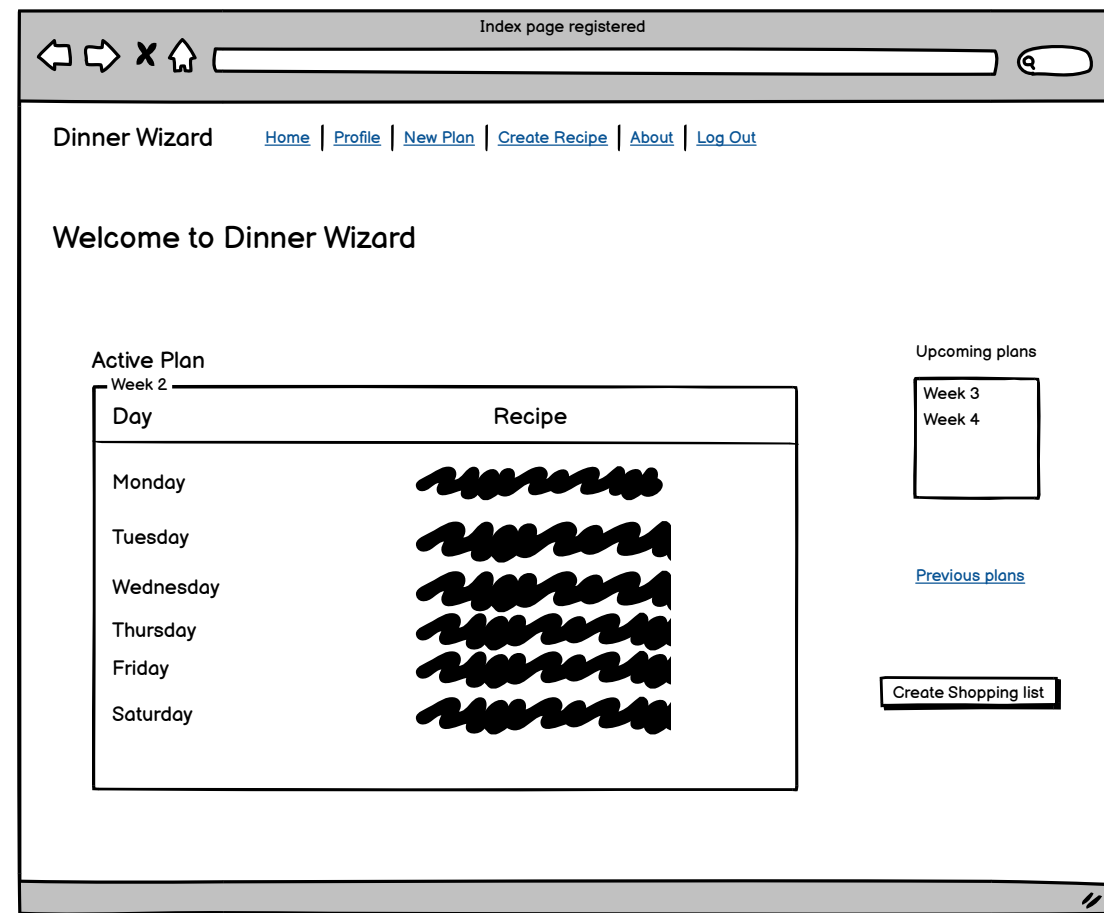 Index page registered
Dinner Wizard
Home | Profile | New Plan | Create Recipe | About | Log Out
Welcome to Dinner Wizard
Active Plan
Week 2
Day Recipe
Monday
Tuesday
Wednesday
Thursday
Friday
Saturday
Upcoming plans
Week 3
Week 4
Previous plans
Create Shopping list